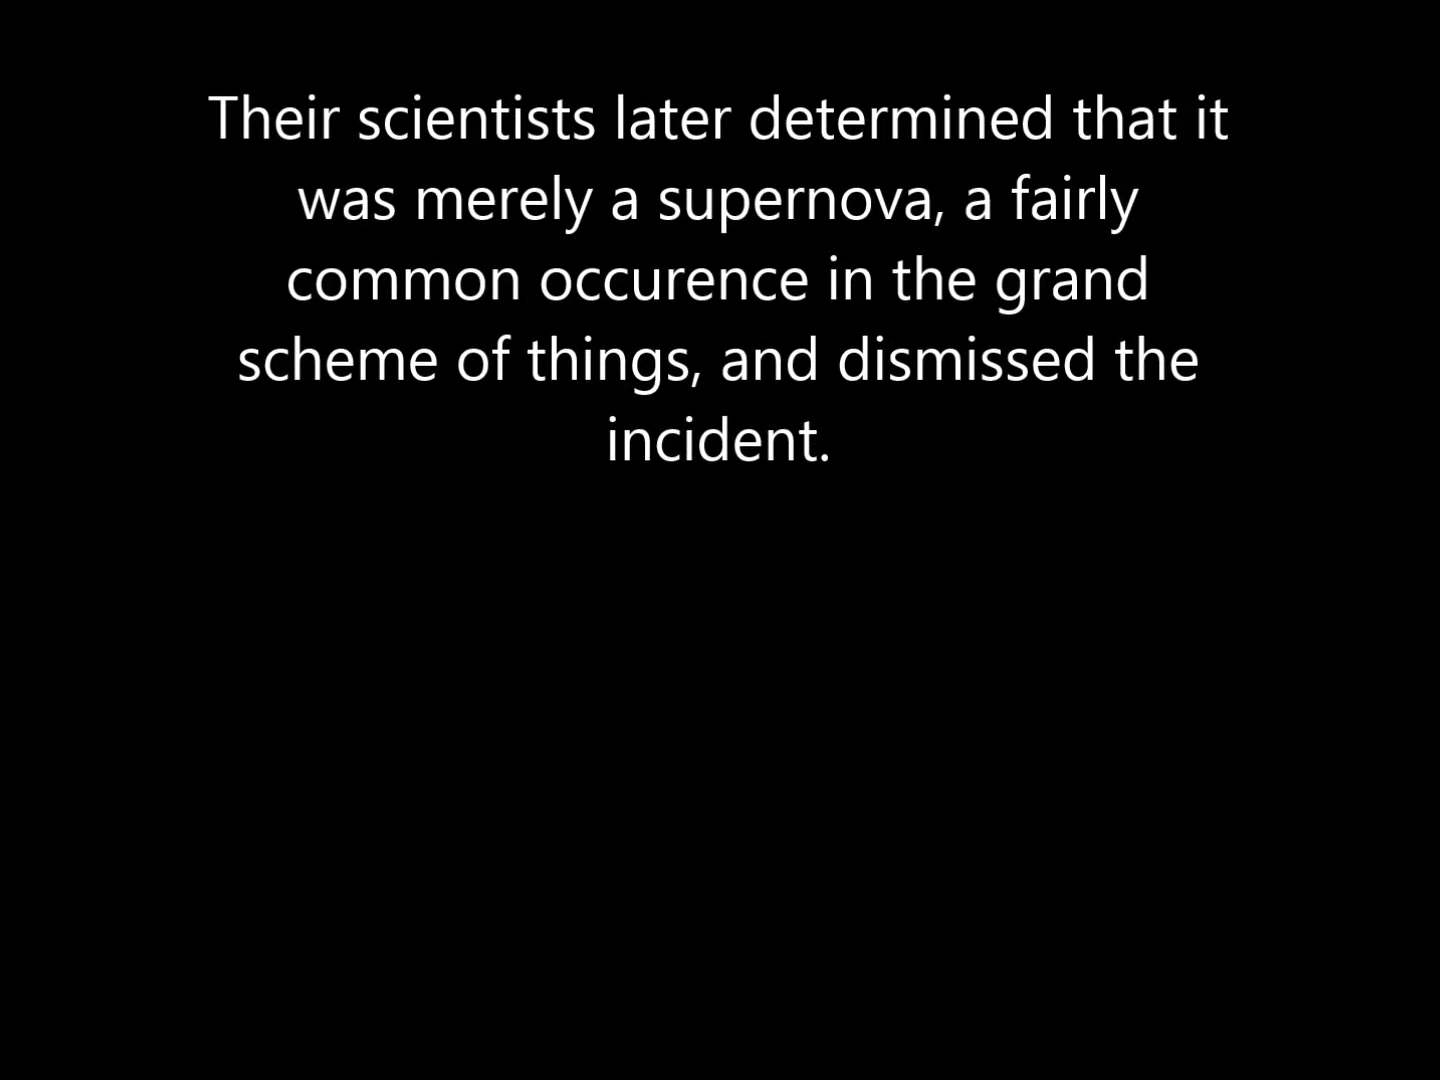 Their scientists later determined that it
was merely a supernova, a fairly
common occurence in the grand
scheme of things, and dismissed the
incident.